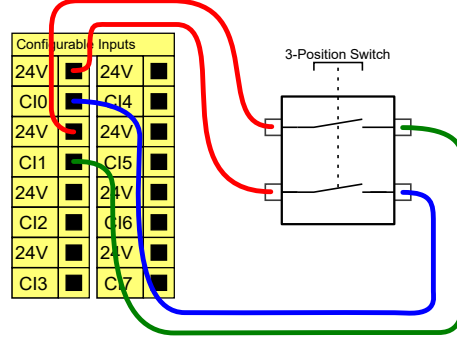 Configurable Inputs
3-Position Switch
24V 24V
CI0 CI4
24V 24V
CI1 CI5
24V 24V
CI2 CI6
24V 24V
CI3 CI7